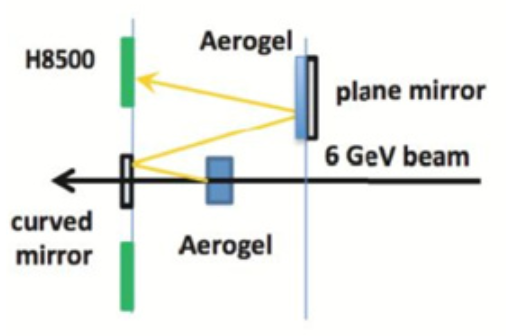 Aerogel
H8500
plane mirror
6 GeV beam
curved
mirror
Aerogel